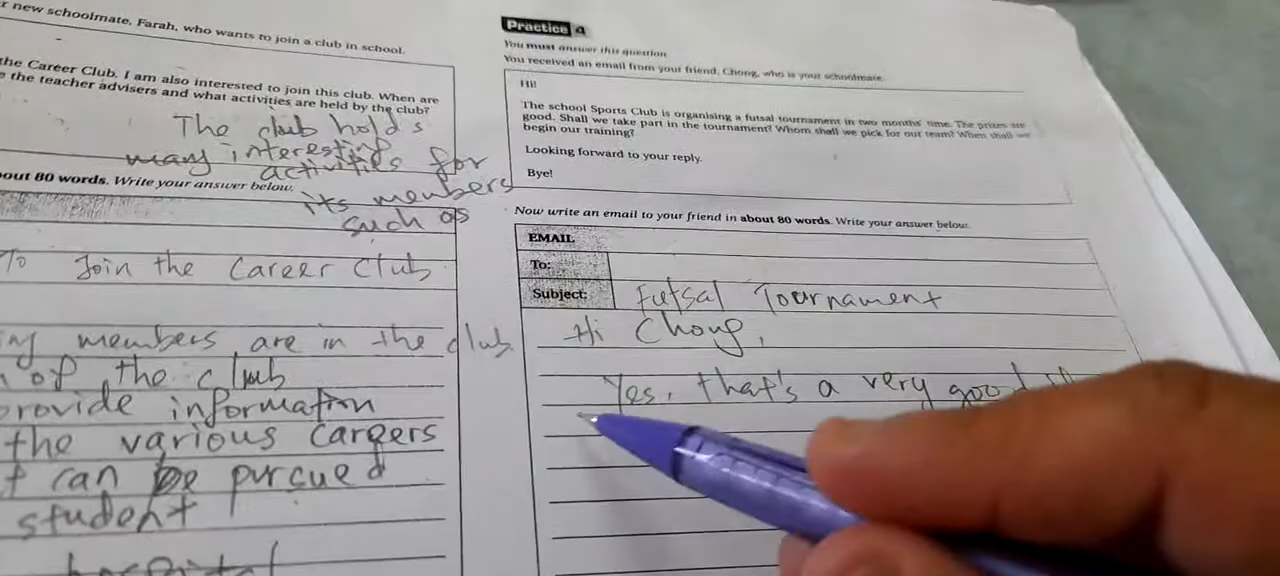 r new schoolmate, Farah, who wants to join a club in school.
the Career Club. I am also interested to join this club. When are
e the teacher advisers and what activities are held by the club?
The club holds
many interesting
activities for
its members
such as
out 80 words. Write your answer below.
To Join the Career Club
ing members are in the club.
of the club
provide information
the various careers
t can be pursued
student
hospital
Practice 4
You must answer this question.
You received an email from your friend, Chong, who is your schoolmate.
Hi!
The school Sports Club is organising a futsal tournament in two months' time. The prizes are
good. Shall we take part in the tournament? Whom shall we pick for our team? When shall we
begin our training?
Looking forward to your reply.
Bye!
Now write an email to your friend in about 80 words. Write your answer below.
EMAIL
To:
Subject: Futsal Tournament
Hi Chong,
Yes, that's a very good